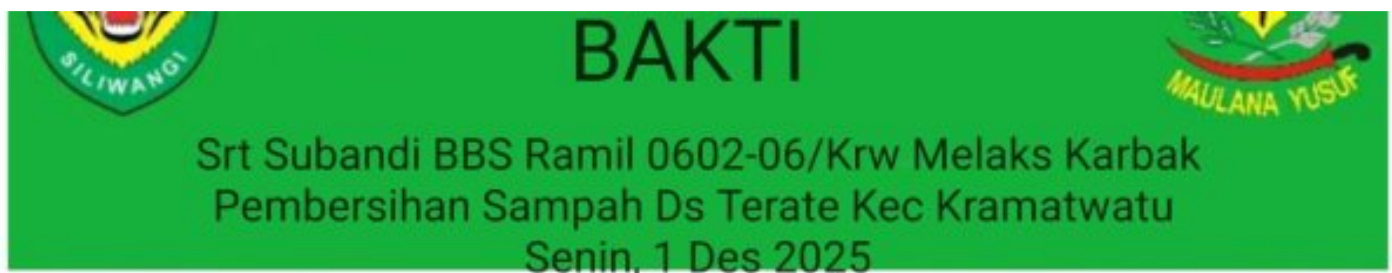 BAKTI
SILIWANGI
MAULANA YUSUF
Srt Subandi BBS Ramil 0602-06/Krw Melaks Karbak
Pembersihan Sampah Ds Terate Kec Kramatwatu
Senin, 1 Des 2025